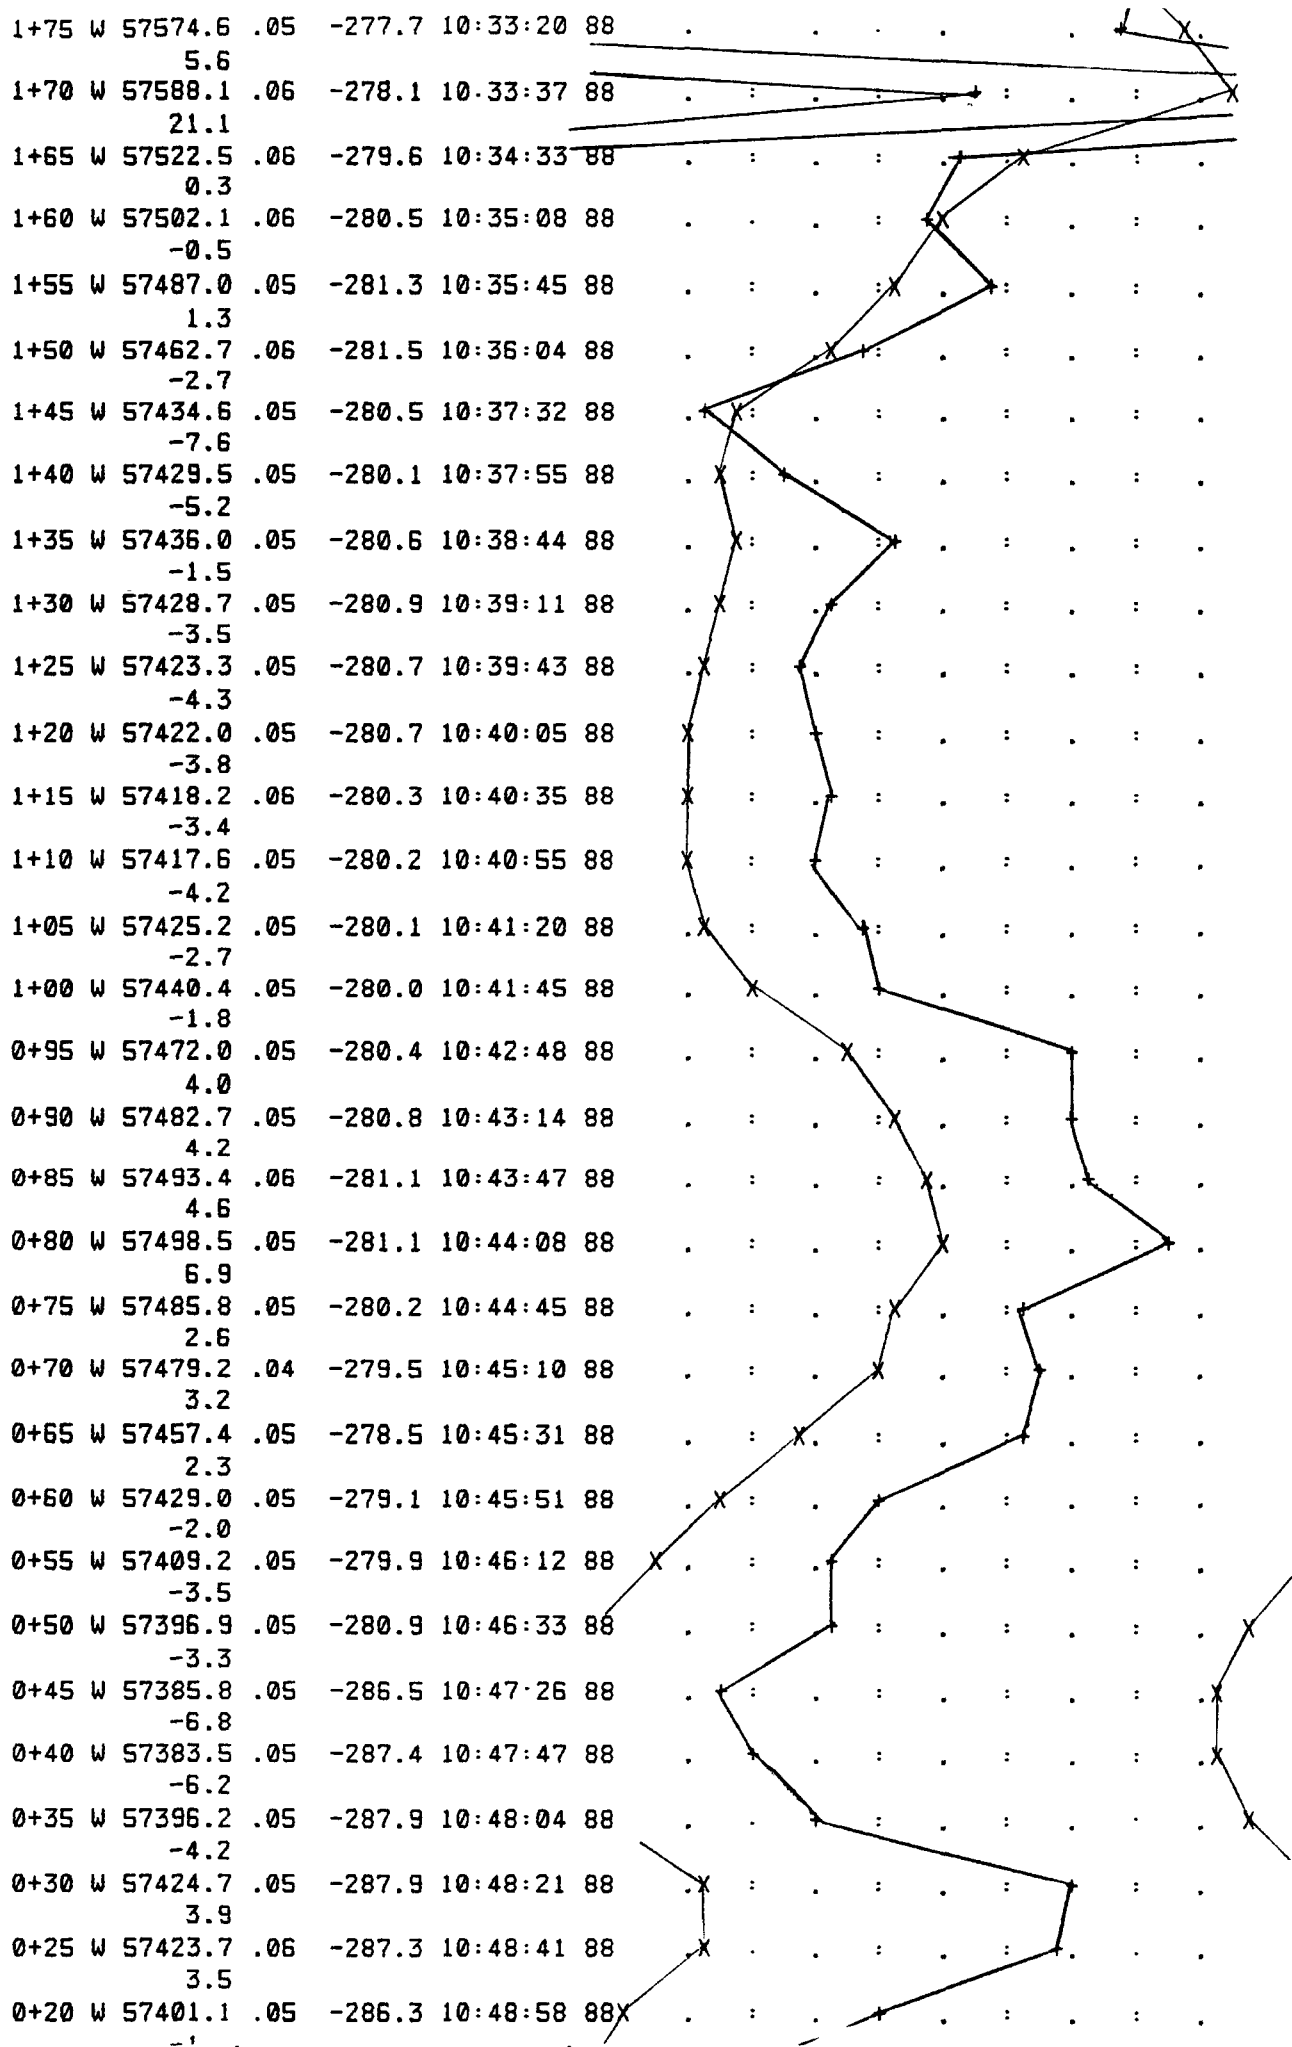 1+75 W 57574.6 .05 -277.7 10:33:20 88
5.6
1+70 W 57588.1 .06 -278.1 10.33:37 88
21.1
1+65 W 57522.5 .06 -279.6 10:34:33 88
0.3
1+60 W 57502.1 .06 -280.5 10:35:08 88
-0.5
1+55 W 57487.0 .05 -281.3 10:35:45 88
1.3
1+50 W 57462.7 .06 -281.5 10:36:04 88
-2.7
1+45 W 57434.6 .05 -280.5 10:37:32 88
-7.6
1+40 W 57429.5 .05 -280.1 10:37:55 88
-5.2
1+35 W 57436.0 .05 -280.6 10:38:44 88
-1.5
1+30 W 57428.7 .05 -280.9 10:39:11 88
-3.5
1+25 W 57423.3 .05 -280.7 10:39:43 88
-4.3
1+20 W 57422.0 .05 -280.7 10:40:05 88
-3.8
1+15 W 57418.2 .06 -280.3 10:40:35 88
-3.4
1+10 W 57417.6 .05 -280.2 10:40:55 88
-4.2
1+05 W 57425.2 .05 -280.1 10:41:20 88
-2.7
1+00 W 57440.4 .05 -280.0 10:41:45 88
-1.8
0+95 W 57472.0 .05 -280.4 10:42:48 88
4.0
0+90 W 57482.7 .05 -280.8 10:43:14 88
4.2
0+85 W 57493.4 .06 -281.1 10:43:47 88
4.6
0+80 W 57498.5 .05 -281.1 10:44:08 88
6.9
0+75 W 57485.8 .05 -280.2 10:44:45 88
2.6
0+70 W 57479.2 .04 -279.5 10:45:10 88
3.2
0+65 W 57457.4 .05 -278.5 10:45:31 88
2.3
0+60 W 57429.0 .05 -279.1 10:45:51 88
-2.0
0+55 W 57409.2 .05 -279.9 10:46:12 88
-3.5
0+50 W 57396.9 .05 -280.9 10:46:33 88
-3.3
0+45 W 57385.8 .05 -286.5 10:47:26 88
-6.8
0+40 W 57383.5 .05 -287.4 10:47:47 88
-6.2
0+35 W 57396.2 .05 -287.9 10:48:04 88
-4.2
0+30 W 57424.7 .05 -287.9 10:48:21 88
3.9
0+25 W 57423.7 .06 -287.3 10:48:41 88
3.5
0+20 W 57401.1 .05 -286.3 10:48:58 88